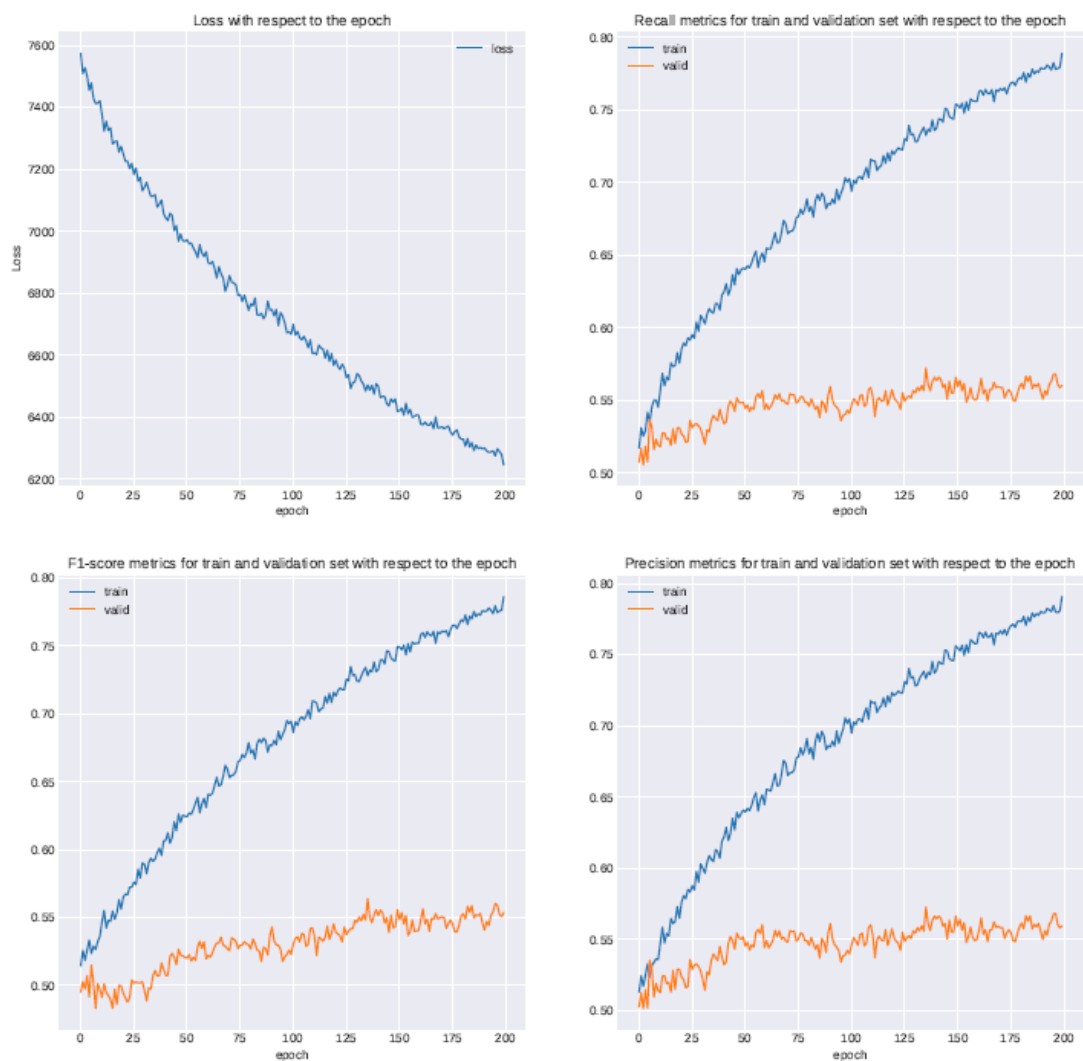 Loss with respect to the epoch
loss
7600
7400
7200
7000
6800
6600
6400
6200
Loss
0 25 50 75 100 125 150 175 200
epoch
Recall metrics for train and validation set with respect to the epoch
train
valid
0.80
0.75
0.70
0.65
0.60
0.55
0.50
0 25 50 75 100 125 150 175 200
epoch
F1-score metrics for train and validation set with respect to the epoch
train
valid
0.80
0.75
0.70
0.65
0.60
0.55
0.50
0 25 50 75 100 125 150 175 200
epoch
Precision metrics for train and validation set with respect to the epoch
train
valid
0.80
0.75
0.70
0.65
0.60
0.55
0.50
0 25 50 75 100 125 150 175 200
epoch